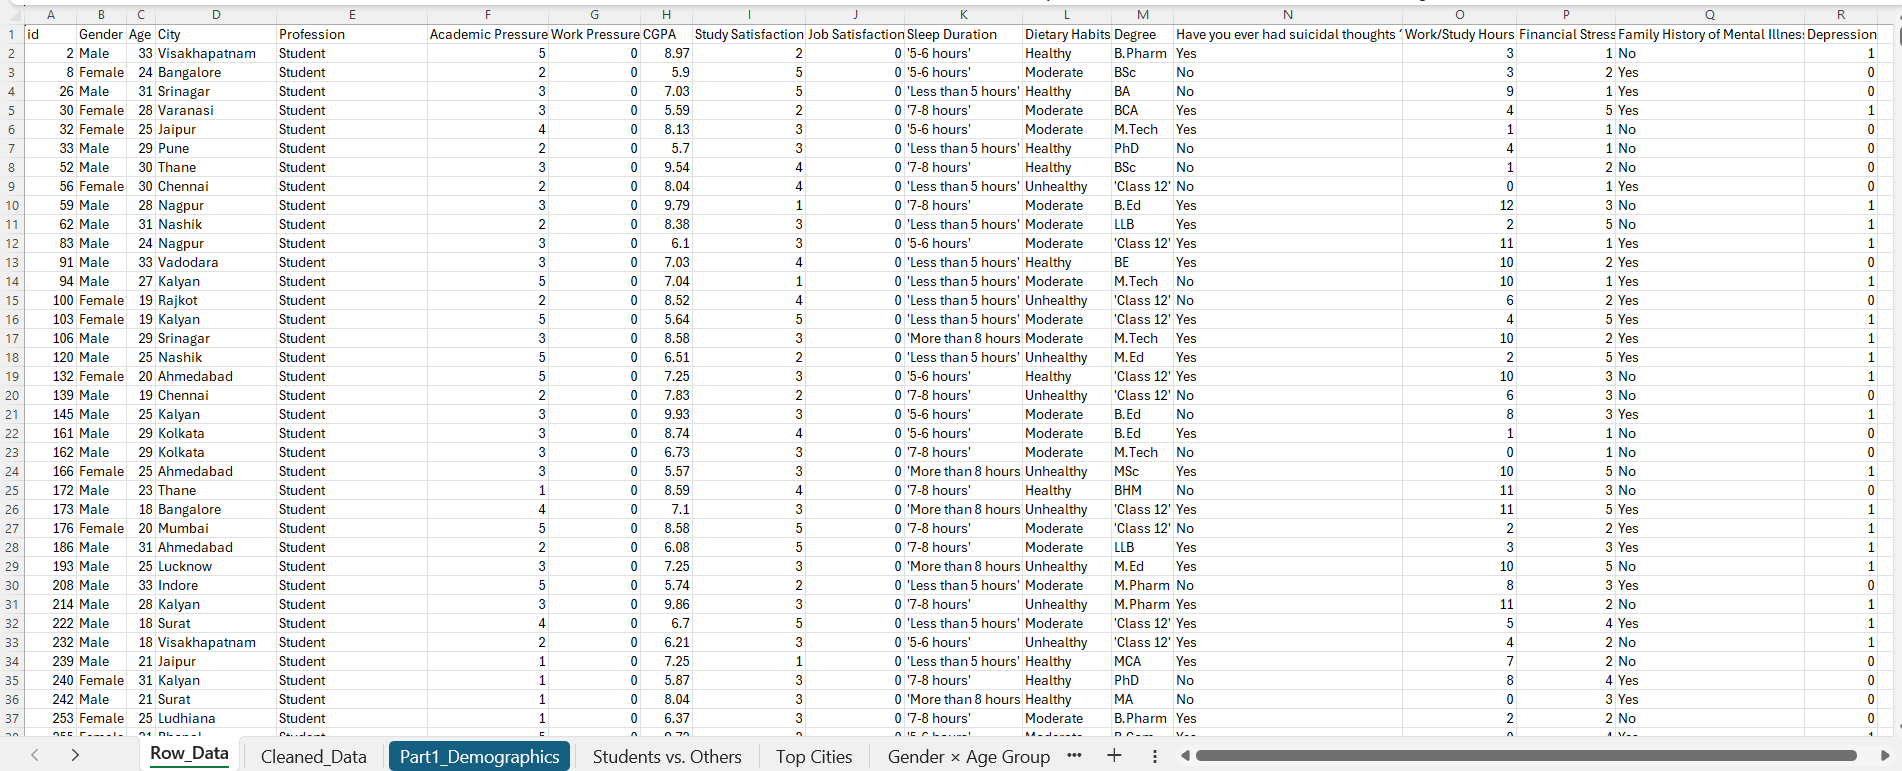 A B C D E F G H I J K L M N O P Q R
1 id Gender Age City Profession Academic Pressure Work Pressure CGPA Study Satisfaction Job Satisfaction Sleep Duration Dietary Habits Degree Have you ever had suicidal thoughts ? Work/Study Hours Financial Stress Family History of Mental Illness Depression
2 2 Male 33 Visakhapatnam Student 5 0 8.97 2 0 '5-6 hours' Healthy B.Pharm Yes 3 1 No 1
3 8 Female 24 Bangalore Student 2 0 5.9 5 0 '5-6 hours' Moderate BSc No 3 2 Yes 0
4 26 Male 31 Srinagar Student 3 0 7.03 5 0 'Less than 5 hours' Healthy BA No 9 1 Yes 0
5 30 Female 28 Varanasi Student 3 0 5.59 2 0 '7-8 hours' Moderate BCA Yes 4 5 Yes 1
6 32 Female 25 Jaipur Student 4 0 8.13 3 0 '5-6 hours' Moderate M.Tech Yes 1 1 No 0
7 33 Male 29 Pune Student 2 0 5.7 3 0 'Less than 5 hours' Healthy PhD No 4 1 No 0
8 52 Male 30 Thane Student 3 0 9.54 4 0 '7-8 hours' Healthy BSc No 1 2 No 0
9 56 Female 30 Chennai Student 2 0 8.04 4 0 'Less than 5 hours' Unhealthy 'Class 12' No 0 1 Yes 0
10 59 Male 28 Nagpur Student 3 0 9.79 1 0 '7-8 hours' Moderate B.Ed Yes 12 3 No 1
11 62 Male 31 Nashik Student 2 0 8.38 3 0 'Less than 5 hours' Moderate LLB Yes 2 5 No 1
12 83 Male 24 Nagpur Student 3 0 6.1 3 0 '5-6 hours' Moderate 'Class 12' Yes 11 1 Yes 1
13 91 Male 33 Vadodara Student 3 0 7.03 4 0 'Less than 5 hours' Healthy BE Yes 10 2 Yes 0
14 94 Male 27 Kalyan Student 5 0 7.04 1 0 'Less than 5 hours' Moderate M.Tech No 10 1 Yes 1
15 100 Female 19 Rajkot Student 2 0 8.52 4 0 'Less than 5 hours' Unhealthy 'Class 12' No 6 2 Yes 0
16 103 Female 19 Kalyan Student 5 0 5.64 5 0 'Less than 5 hours' Moderate 'Class 12' Yes 4 5 Yes 1
17 106 Male 29 Srinagar Student 3 0 8.58 3 0 'More than 8 hours Moderate M.Tech Yes 10 2 Yes 1
18 120 Male 25 Nashik Student 5 0 6.51 2 0 'Less than 5 hours' Unhealthy M.Ed Yes 2 5 Yes 1
19 132 Female 20 Ahmedabad Student 5 0 7.25 3 0 '5-6 hours' Healthy 'Class 12' Yes 10 3 No 1
20 139 Male 19 Chennai Student 2 0 7.83 2 0 '7-8 hours' Unhealthy 'Class 12' No 6 3 No 0
21 145 Male 25 Kalyan Student 3 0 9.93 3 0 '5-6 hours' Moderate B.Ed No 8 3 Yes 1
22 161 Male 29 Kolkata Student 3 0 8.74 4 0 '5-6 hours' Moderate B.Ed Yes 1 1 No 0
23 162 Male 29 Kolkata Student 3 0 6.73 3 0 '7-8 hours' Moderate M.Tech No 0 1 No 0
24 166 Female 25 Ahmedabad Student 3 0 5.57 3 0 'More than 8 hours Unhealthy MSc Yes 10 5 No 1
25 172 Male 23 Thane Student 1 0 8.59 4 0 '7-8 hours' Healthy BHM No 11 3 No 0
26 173 Male 18 Bangalore Student 4 0 7.1 3 0 'More than 8 hours Unhealthy 'Class 12' Yes 11 5 Yes 1
27 176 Female 20 Mumbai Student 5 0 8.58 5 0 '7-8 hours' Moderate 'Class 12' No 2 2 Yes 1
28 186 Male 31 Ahmedabad Student 2 0 6.08 5 0 '7-8 hours' Moderate LLB Yes 3 3 Yes 1
29 193 Male 25 Lucknow Student 3 0 7.25 3 0 'More than 8 hours Unhealthy M.Ed Yes 10 5 No 1
30 208 Male 33 Indore Student 5 0 5.74 2 0 'Less than 5 hours' Moderate M.Pharm No 8 3 Yes 0
31 214 Male 28 Kalyan Student 3 0 9.86 3 0 '7-8 hours' Unhealthy M.Pharm Yes 11 2 No 1
32 222 Male 18 Surat Student 4 0 6.7 5 0 'Less than 5 hours' Moderate 'Class 12' Yes 5 4 Yes 1
33 232 Male 18 Visakhapatnam Student 2 0 6.21 3 0 '5-6 hours' Unhealthy 'Class 12' Yes 4 2 No 1
34 239 Male 21 Jaipur Student 1 0 7.25 1 0 'Less than 5 hours' Healthy MCA Yes 7 2 No 0
35 240 Female 31 Kalyan Student 1 0 5.87 3 0 '7-8 hours' Healthy PhD No 8 4 Yes 0
36 242 Male 21 Surat Student 1 0 8.04 3 0 'More than 8 hours Healthy MA No 0 3 Yes 0
37 253 Female 25 Ludhiana Student 1 0 6.37 3 0 '7-8 hours' Moderate B.Pharm Yes 2 2 No 0
Row_Data Cleaned_Data Part1_Demographics Students vs. Others Top Cities Gender × Age Group